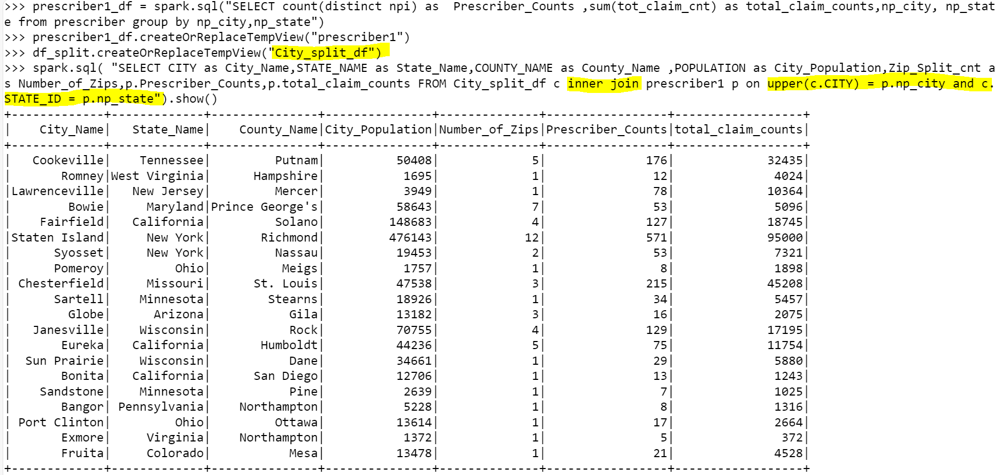 >>> prescriber1_df = spark.sql("SELECT count(distinct npi) as  Prescriber_Counts ,sum(tot_claim_cnt) as total_claim_counts,np_city, np_stat
e from prescriber group by np_city,np_state")
>>> prescriber1_df.createOrReplaceTempView("prescriber1")
>>> df_split.createOrReplaceTempView("City_split_df")
>>> spark.sql( "SELECT CITY as City_Name,STATE_NAME as State_Name,COUNTY_NAME as County_Name ,POPULATION as City_Population,Zip_Split_cnt a
s Number_of_Zips,p.Prescriber_Counts,p.total_claim_counts FROM City_split_df c inner join prescriber1 p on upper(c.CITY) = p.np_city and c.
STATE_ID = p.np_state").show()
+-------------+-------------+---------------+---------------+--------------+-----------------+------------------+
|    City_Name|   State_Name|    County_Name|City_Population|Number_of_Zips|Prescriber_Counts|total_claim_counts|
+-------------+-------------+---------------+---------------+--------------+-----------------+------------------+
|   Cookeville|    Tennessee|         Putnam|          50408|             5|              176|             32435|
|       Romney|West Virginia|      Hampshire|           1695|             1|               12|              4024|
|Lawrenceville|   New Jersey|         Mercer|           3949|             1|               78|             10364|
|        Bowie|     Maryland|Prince George's|          58643|             7|               53|              5096|
|    Fairfield|   California|         Solano|         148683|             4|              127|             18745|
|Staten Island|     New York|       Richmond|         476143|            12|              571|             95000|
|      Syosset|     New York|         Nassau|          19453|             2|               53|              7321|
|      Pomeroy|         Ohio|          Meigs|           1757|             1|                8|              1898|
| Chesterfield|     Missouri|      St. Louis|          47538|             3|              215|             45208|
|      Sartell|    Minnesota|        Stearns|          18926|             1|               34|              5457|
|        Globe|      Arizona|           Gila|          13182|             3|               16|              2075|
|   Janesville|    Wisconsin|           Rock|          70755|             4|              129|             17195|
|       Eureka|   California|       Humboldt|          44236|             5|               75|             11754|
|  Sun Prairie|    Wisconsin|           Dane|          34661|             1|               29|              5880|
|       Bonita|   California|      San Diego|          12706|             1|               13|              1243|
|    Sandstone|    Minnesota|           Pine|           2639|             1|                7|              1025|
|       Bangor| Pennsylvania|    Northampton|           5228|             1|                8|              1316|
| Port Clinton|         Ohio|         Ottawa|          13614|             1|               17|              2664|
|       Exmore|     Virginia|    Northampton|           1372|             1|                5|               372|
|       Fruita|     Colorado|           Mesa|          13478|             1|               21|              4528|
+-------------+-------------+---------------+---------------+--------------+-----------------+------------------+